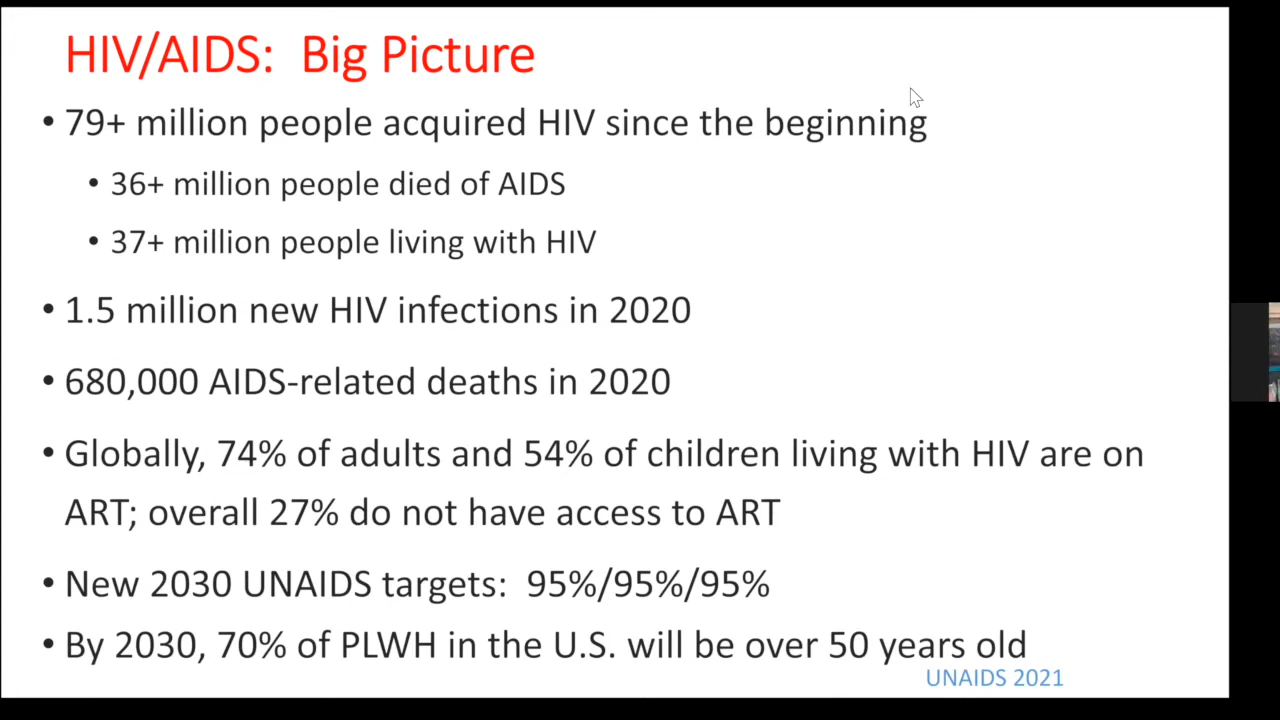 HIV/AIDS: Big Picture
• 79+ million people acquired HIV since the beginning
• 36+ million people died of AIDS
• 37+ million people living with HIV
• 1.5 million new HIV infections in 2020
• 680,000 AIDS-related deaths in 2020
• Globally, 74% of adults and 54% of children living with HIV are on
ART; overall 27% do not have access to ART
• New 2030 UNAIDS targets: 95%/95%/95%
• By 2030, 70% of PLWH in the U.S. will be over 50 years old
UNAIDS 2021